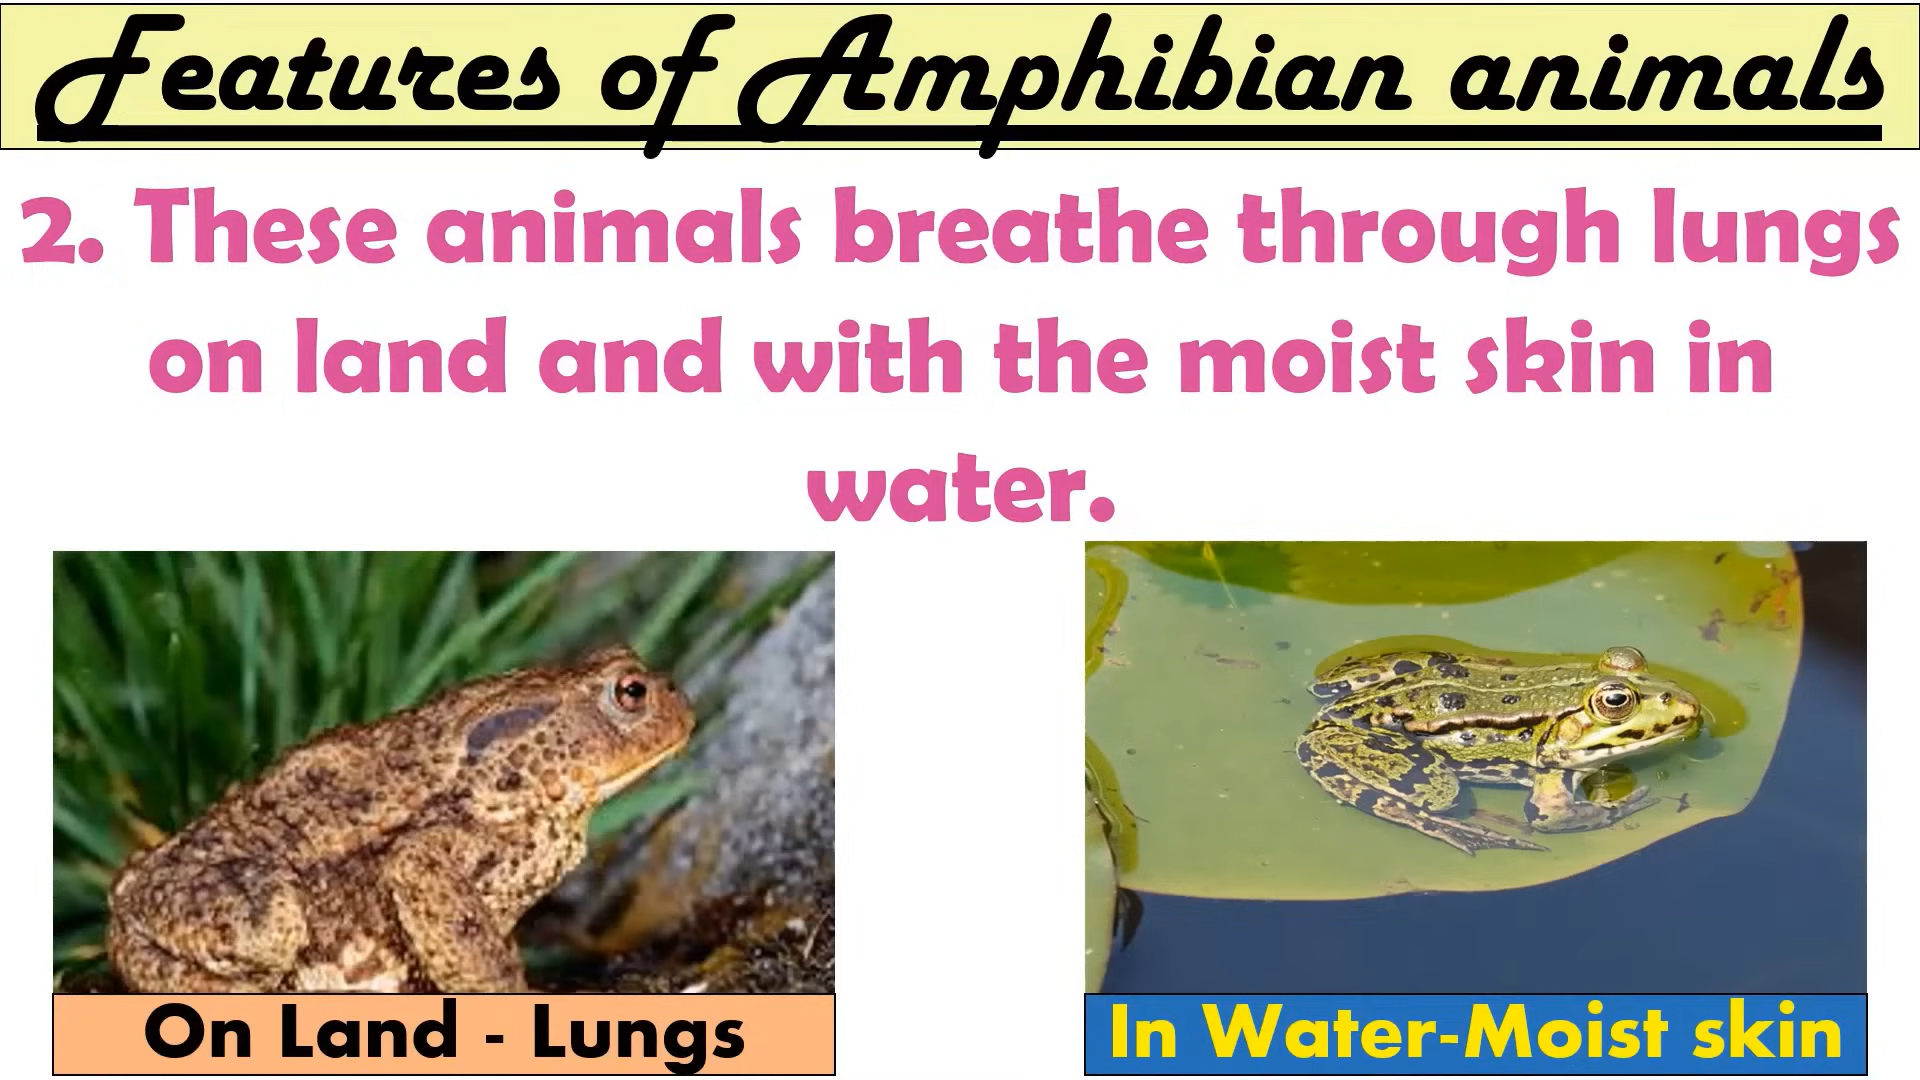 Features of Amphibian animals
2. These animals breathe through lungs
on land and with the moist skin in
water.
On Land - Lungs
In Water-Moist skin